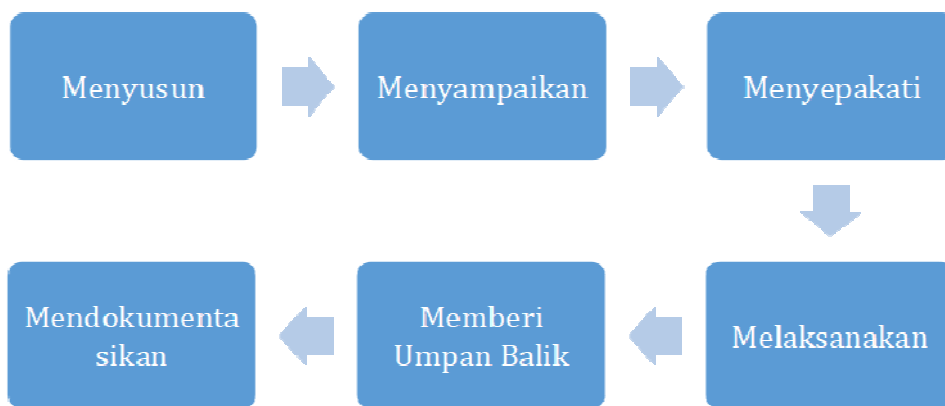 Menyusun
Menyampaikan
Menyepakati
Melaksanakan
Memberi
Umpan Balik
Mendokumenta
sikan